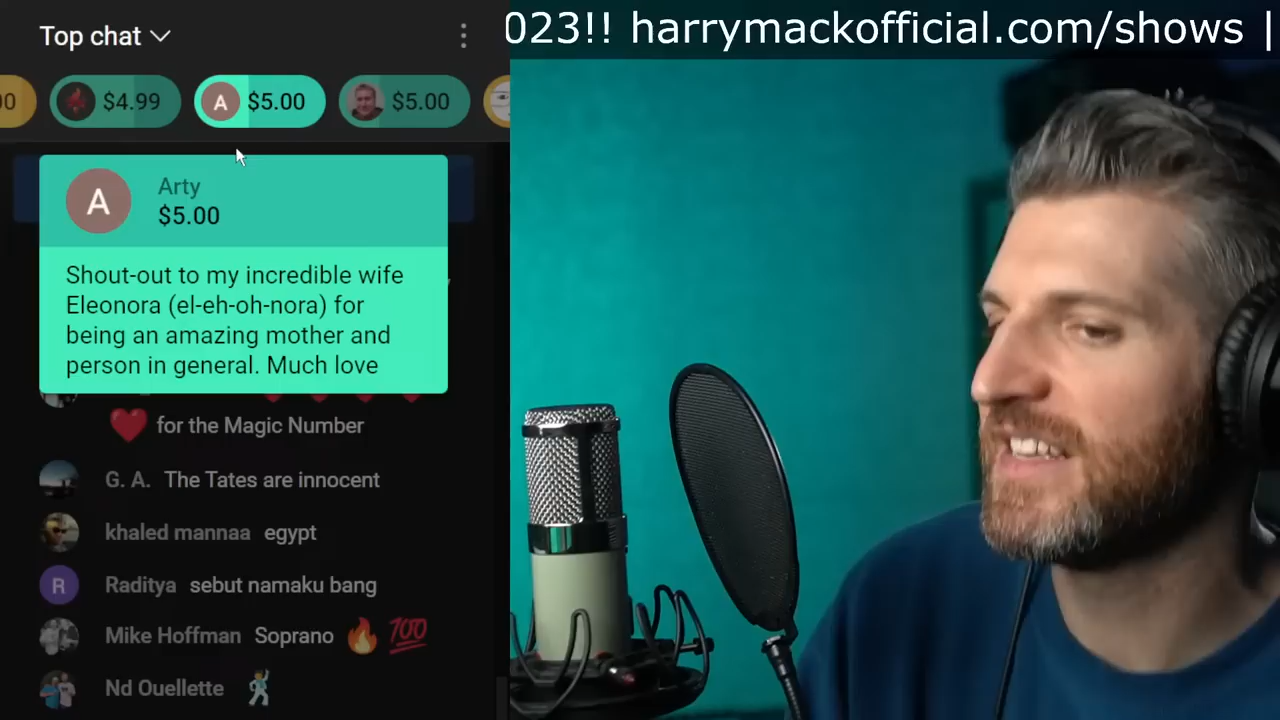 Top chat
023!! harrymackofficial.com/shows |
00
$4.99
A $5.00
$5.00
A
Arty
$5.00
Shout-out to my incredible wife
Eleonora (el-eh-oh-nora) for
being an amazing mother and
person in general. Much love
❤️ for the Magic Number
G. A. The Tates are innocent
khaled mannaa egypt
R Raditya sebut namaku bang
Mike Hoffman Soprano 🔥 💯
Nd Ouellette 🕺